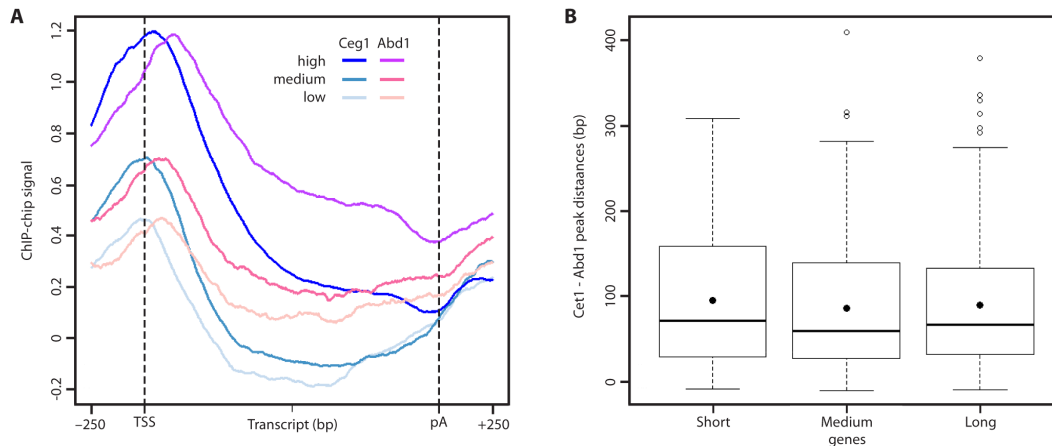 A
ChIP-chip signal
1.2
1.0
0.8
0.6
0.4
0.2
0
–0.2
Ceg1 Abd1
high
medium
low
–250
TSS
Transcript (bp)
pA
+250
B
Cet1 - Abd1 peak distaances (bp)
400
300
200
100
0
Short
Medium
Long
genes